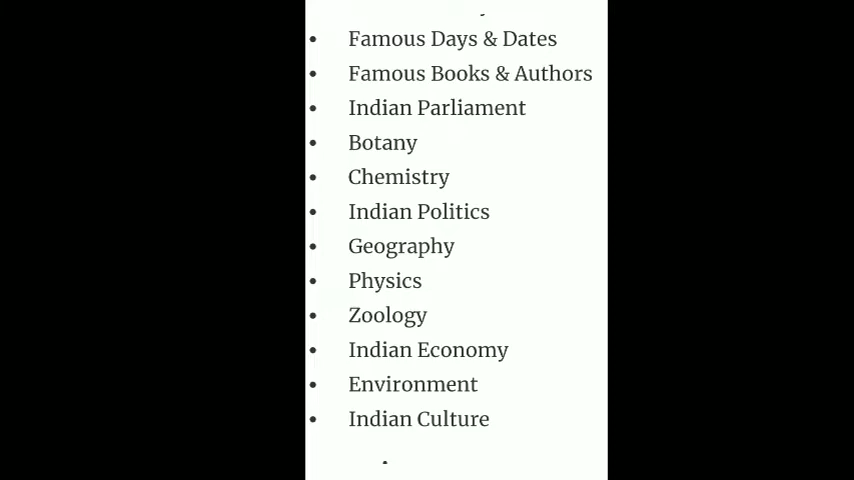 • Famous Days & Dates
• Famous Books & Authors
• Indian Parliament
• Botany
• Chemistry
• Indian Politics
• Geography
• Physics
• Zoology
• Indian Economy
• Environment
• Indian Culture